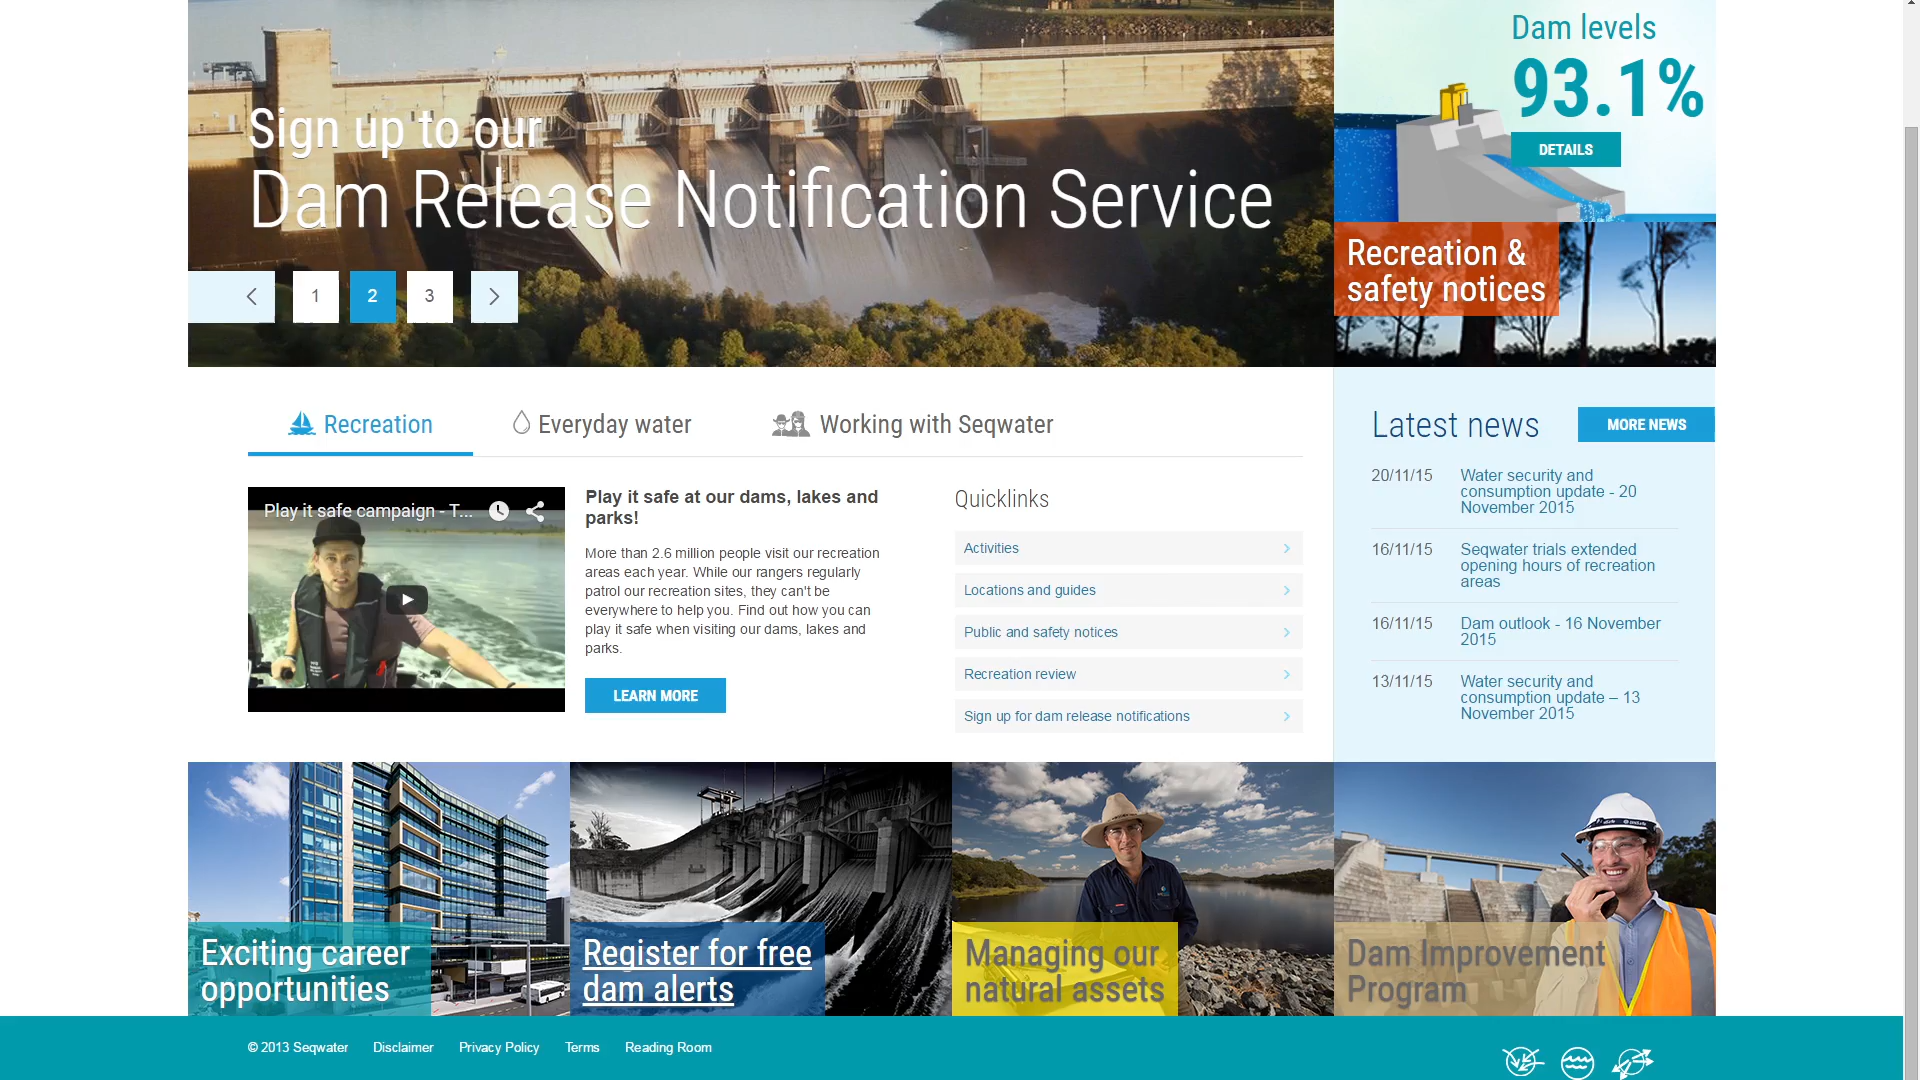 Sign up to our
Dam Release Notification Service
1
2
3
Dam levels
93.1%
DETAILS
Recreation &
safety notices
Recreation
Everyday water
Working with Seqwater
Play it safe campaign - T...
Play it safe at our dams, lakes and
parks!
More than 2.6 million people visit our recreation
areas each year. While our rangers regularly
patrol our recreation sites, they can't be
everywhere to help you. Find out how you can
play it safe when visiting our dams, lakes and
parks.
LEARN MORE
Quicklinks
Activities
Locations and guides
Public and safety notices
Recreation review
Sign up for dam release notifications
Latest news
MORE NEWS
20/11/15
Water security and
consumption update - 20
November 2015
16/11/15
Seqwater trials extended
opening hours of recreation
areas
16/11/15
Dam outlook - 16 November
2015
13/11/15
Water security and
consumption update – 13
November 2015
Exciting career
opportunities
Register for free
dam alerts
Managing our
natural assets
Dam Improvement
Program
© 2013 Seqwater
Disclaimer
Privacy Policy
Terms
Reading Room